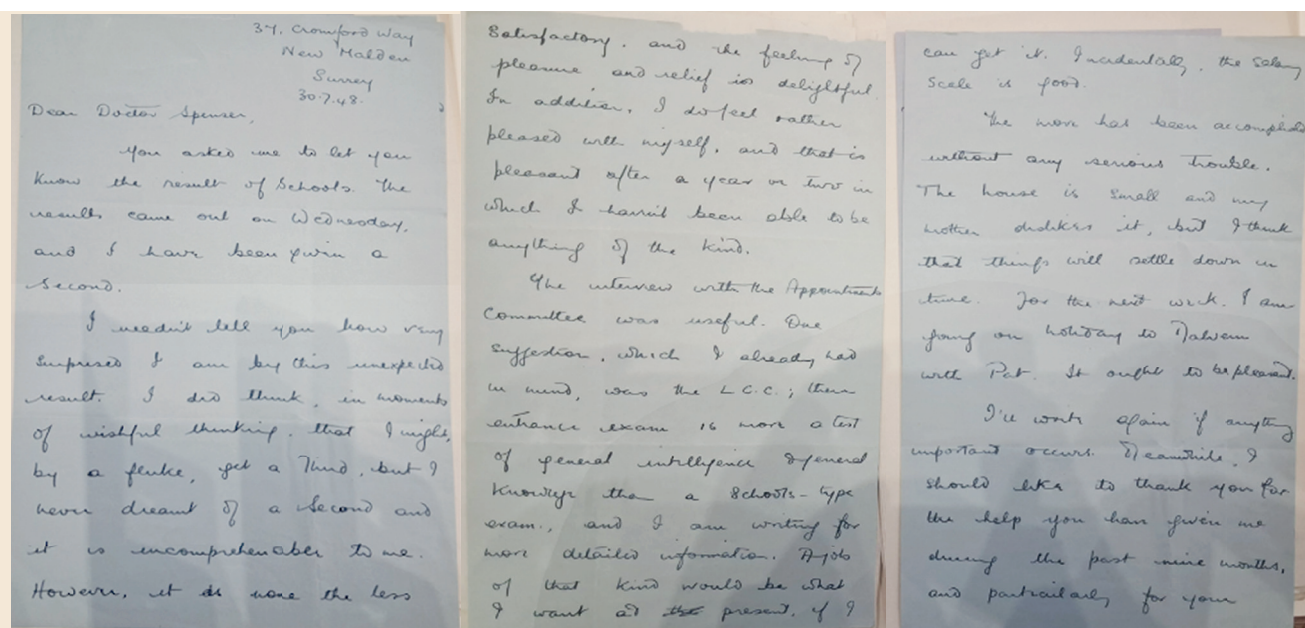 37, Cromford Way
New Malden
Surrey
30.7.48.
Dear Doctor Spenser,
You asked me to let you
know the result of Schools. The
results came out on Wednesday,
and I have been given a
Second.
I needn't tell you how very
surprised I am by this unexpected
result. I did think, in moments
of wishful thinking, that I might,
by a fluke, get a Third, but I
never dreamt of a Second and
it is incomprehensible to me.
However, it is none the less
satisfactory, and the feeling of
pleasure and relief is delightful.
In addition, I do feel rather
pleased with myself, and that is
pleasant after a year or two in
which I haven't been able to be
anything of the kind.
The interview with the Appointments
Committee was useful. One
suggestion, which I already had
in mind, was the L.C.C.; their
entrance exam is more a test
of general intelligence & general
knowledge than a Schools-type
exam., and I am writing for
more detailed information. A job
of that kind would be what
I want at the present, if I
can get it. Incidentally, the salary
scale is good.
The move has been accomplished
without any serious trouble.
The house is small and my
mother dislikes it, but I think
that things will settle down in
time. For the next week, I am
going on holiday to Malvern
with Pat. It ought to be pleasant.
I'll write again if anything
important occurs. Meanwhile, I
should like to thank you for
the help you have given me
during the past nine months,
and particularly for your